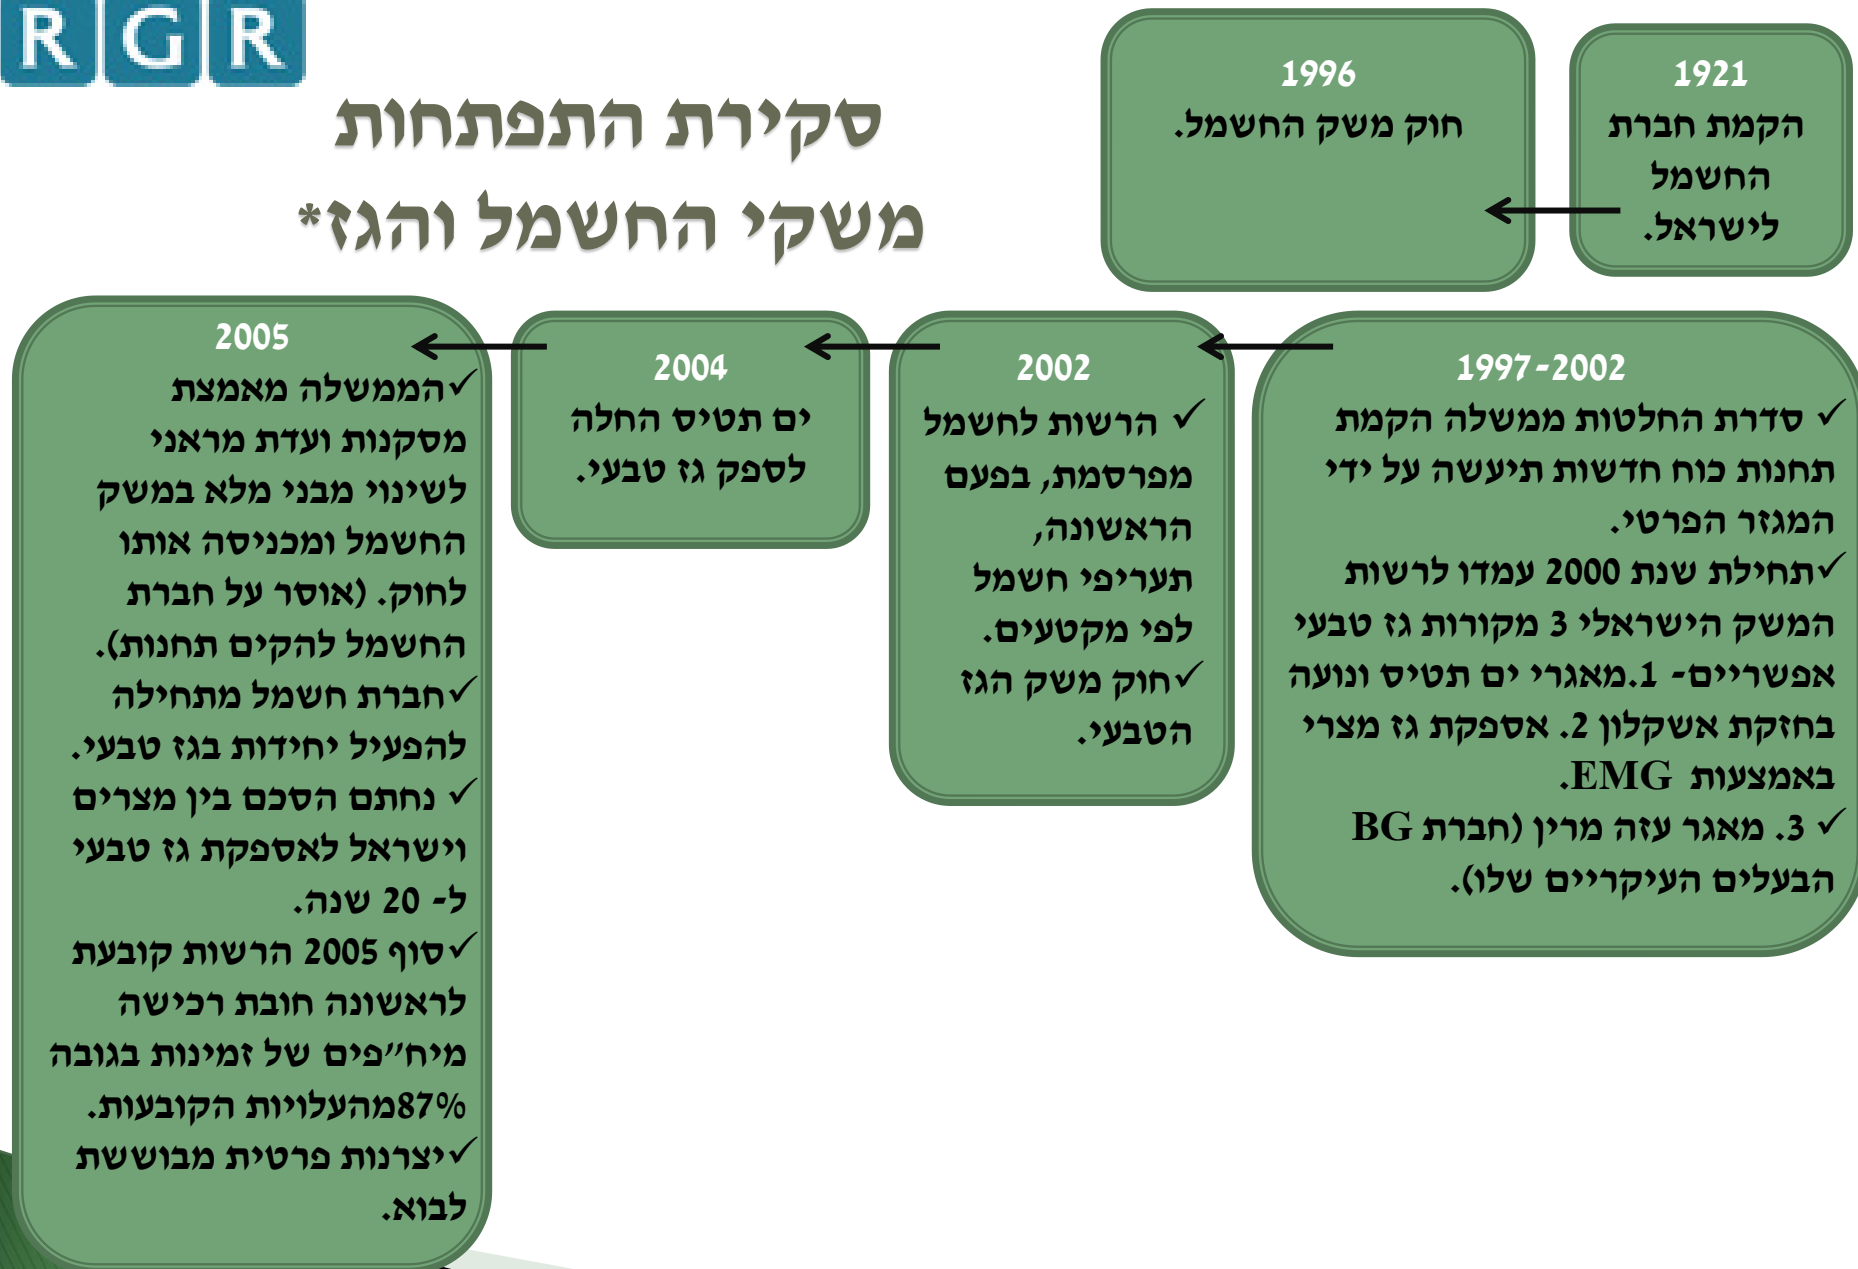 RGR
סקירת התפתחות
משקי החשמל והגז*
1921
הקמת חברת
החשמל
לישראל.
1996
חוק משק החשמל.
1997-2002
✓ סדרת החלטות ממשלה הקמת
תחנות כוח חדשות תיעשה על ידי
המגזר הפרטי.
✓תחילת שנת 2000 עמדו לרשות
המשק הישראלי 3 מקורות גז טבעי
אפשריים- 1.מאגרי ים תטיס ונועה
בחזקת אשקלון 2. אספקת גז מצרי
באמצעות EMG.
✓ 3. מאגר עזה מרין (חברת BG
הבעלים העיקריים שלו).
2002
✓ הרשות לחשמל
מפרסמת, בפעם
הראשונה,
תעריפי חשמל
לפי מקטעים.
✓חוק משק הגז
הטבעי.
2004
ים תטיס החלה
לספק גז טבעי.
2005
✓הממשלה מאמצת
מסקנות ועדת מראני
לשינוי מבני מלא במשק
החשמל ומכניסה אותו
לחוק. (אוסר על חברת
החשמל להקים תחנות).
✓חברת חשמל מתחילה
להפעיל יחידות בגז טבעי.
✓ נחתם הסכם בין מצרים
וישראל לאספקת גז טבעי
ל- 20 שנה.
✓סוף 2005 הרשות קובעת
לראשונה חובת רכישה
מיח"פים של זמינות בגובה
87%מהעלויות הקובעות.
✓יצרנות פרטית מבוששת
לבוא.